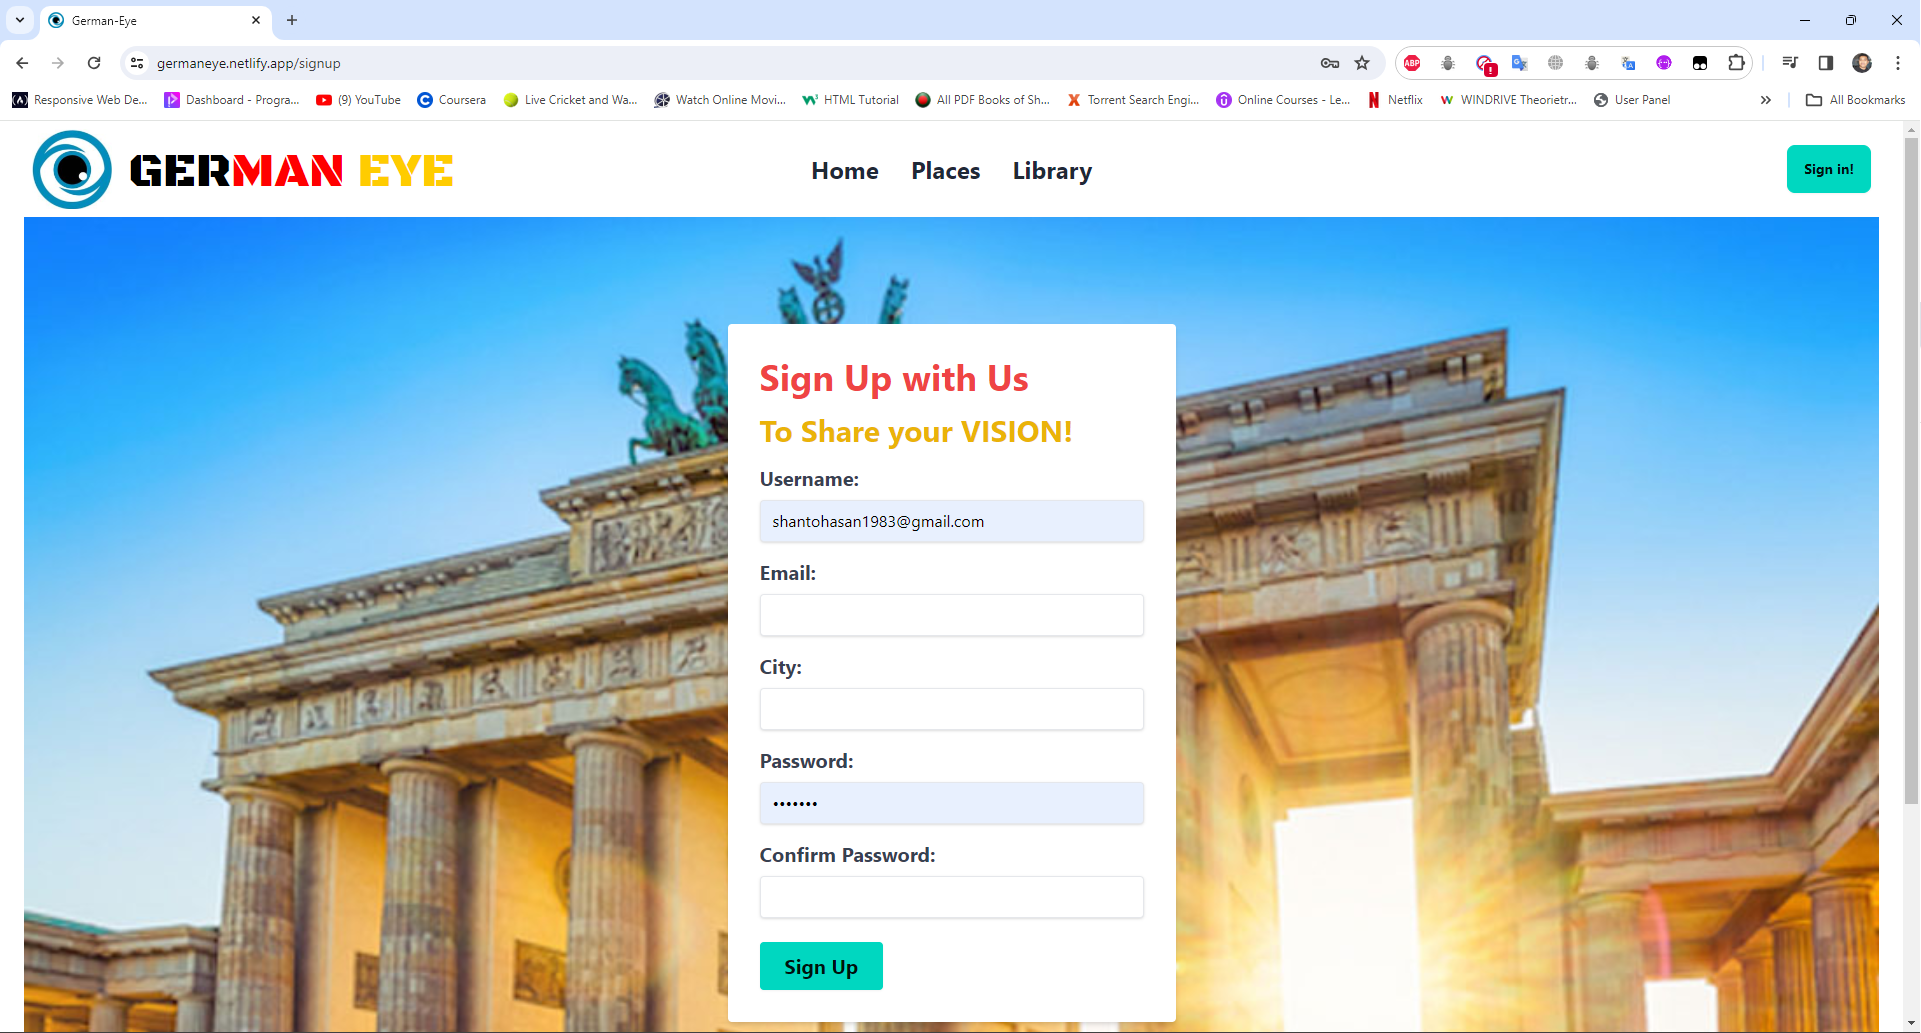 German-Eye
germaneye.netlify.app/signup
ABP
Responsive Web De...
Dashboard - Progra...
(9) YouTube
Coursera
Live Cricket and Wa...
Watch Online Movi...
HTML Tutorial
All PDF Books of Sh...
Torrent Search Engi...
Online Courses - Le...
Netflix
WINDRIVE Theorietr...
User Panel
All Bookmarks
GERMAN EYE
Home
Places
Library
Sign in!
Sign Up with Us
To Share your VISION!
Username:
shantohasan1983@gmail.com
Email:
City:
Password:
•••••••
Confirm Password:
Sign Up